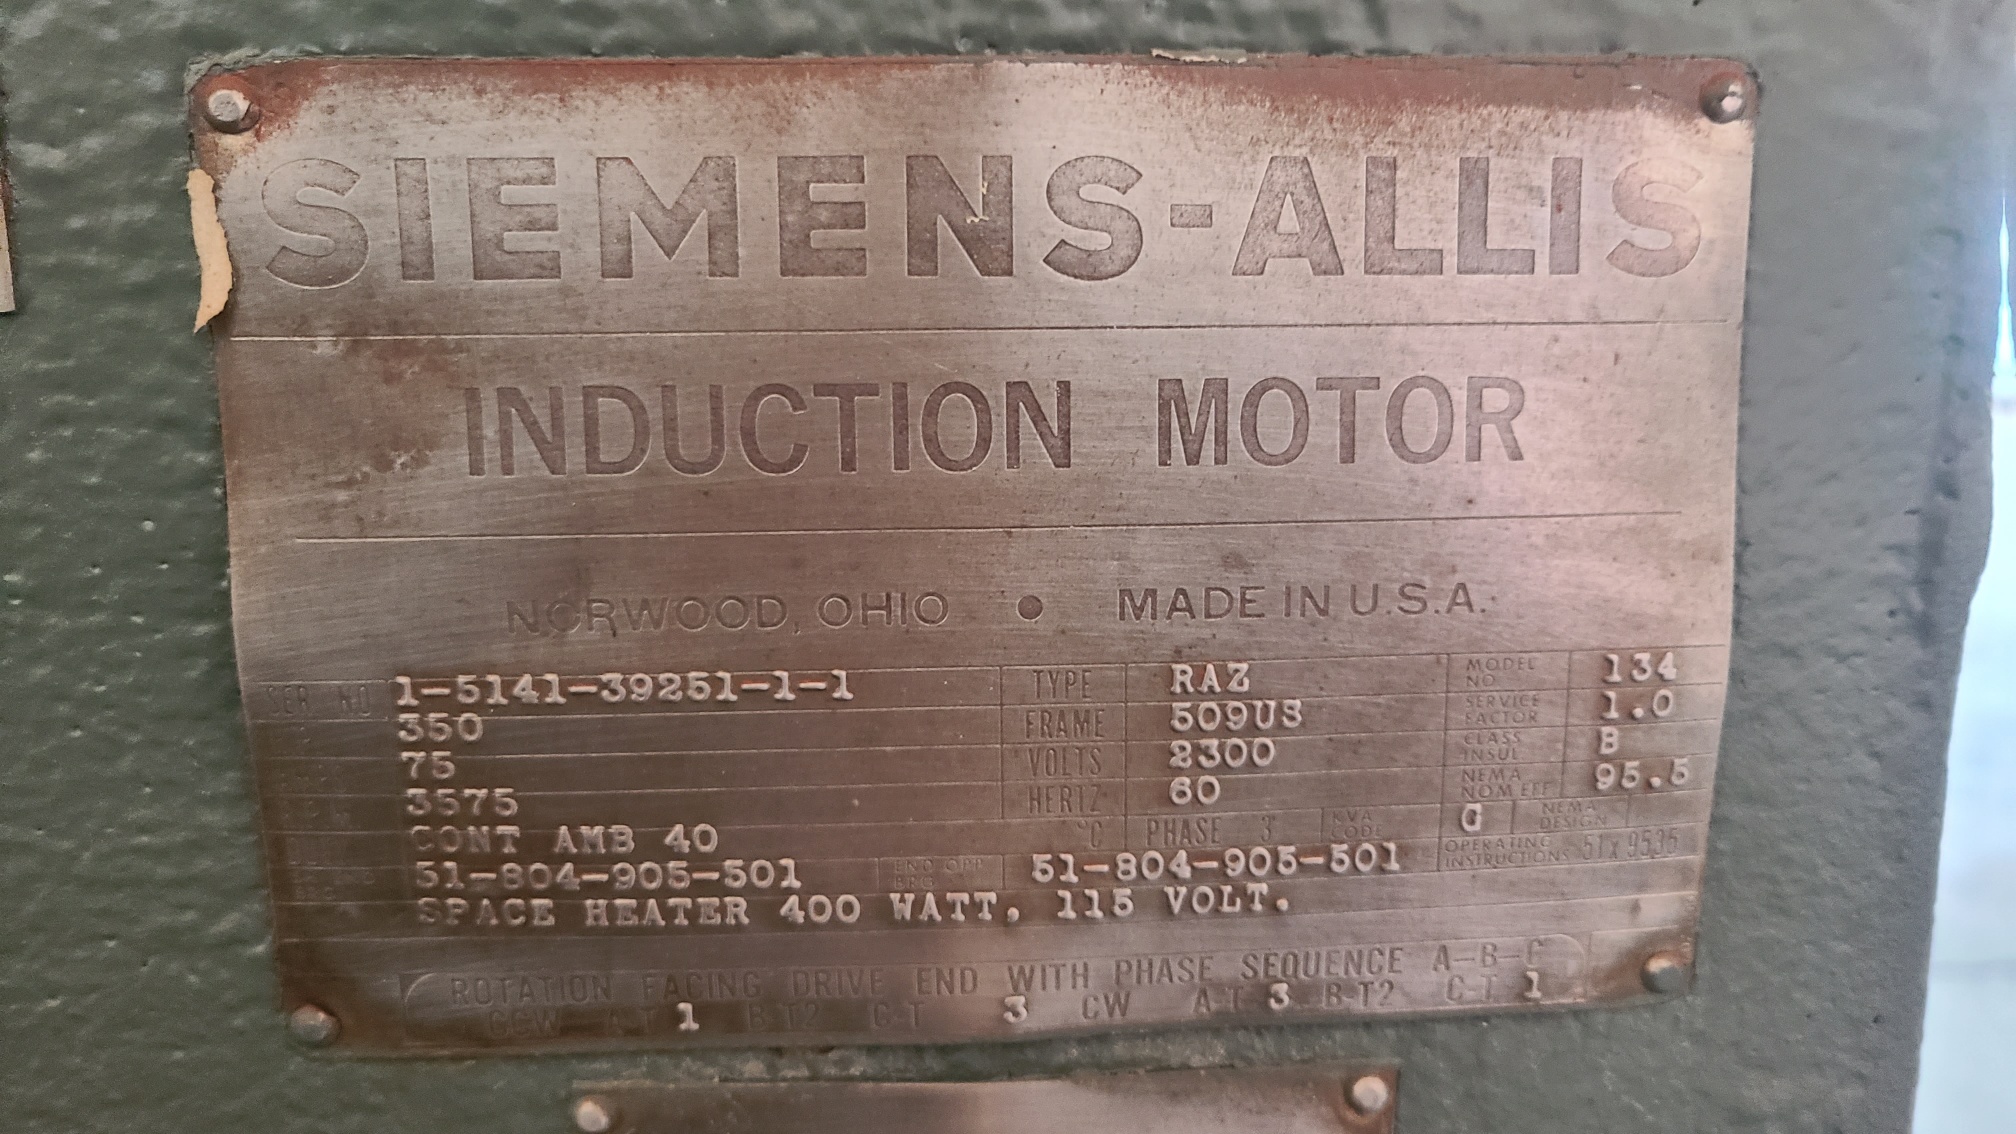 SIEMENS-ALLIS
INDUCTION MOTOR
NORWOOD, OHIO • MADE IN U.S.A.
SER. NO 1-5141-39251-1-1 TYPE RAZ MODEL NO 134
350 FRAME 509US SERVICE FACTOR 1.0
75 VOLTS 2300 CLASS INSUL B
3575 HERTZ 60 NEMA NOM EFF 95.5
CONT AMB 40 °C PHASE 3 KVA CODE G NEMA DESIGN
51-804-905-501 END OPP BRG 51-804-905-501 OPERATING INSTRUCTIONS 51X9535
SPACE HEATER 400 WATT, 115 VOLT.
ROTATION FACING DRIVE END WITH PHASE SEQUENCE A-B-C
CCW A-T 1 B-T2 C-T 3 CW A-T 3 B-T2 C-T 1